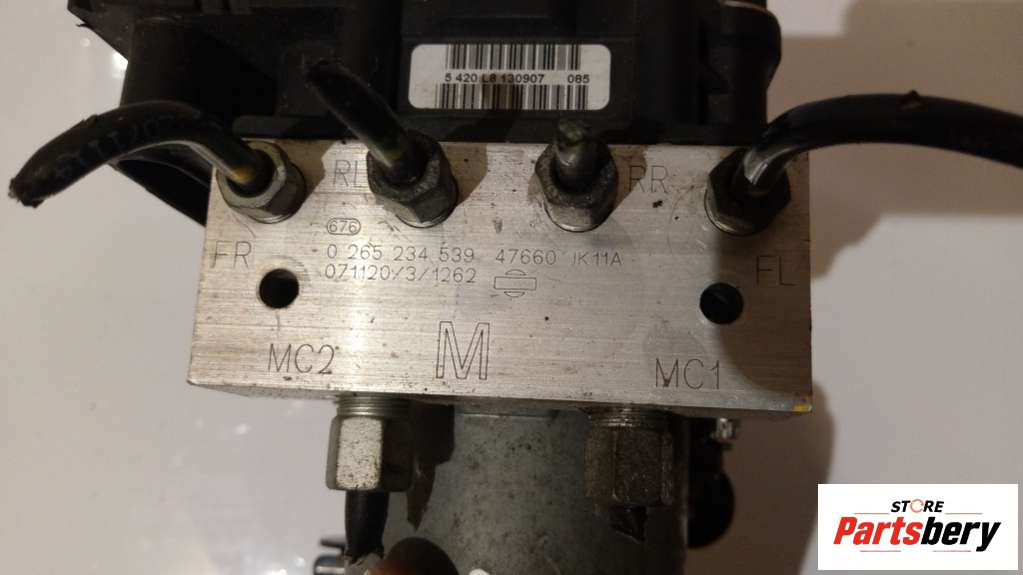 5 420 L8 130907 085
RL RR
676
FR 0 265 234 539 47660 JK11A FL
071120/3/1262
MC2 M MC1
STORE
Partsbery